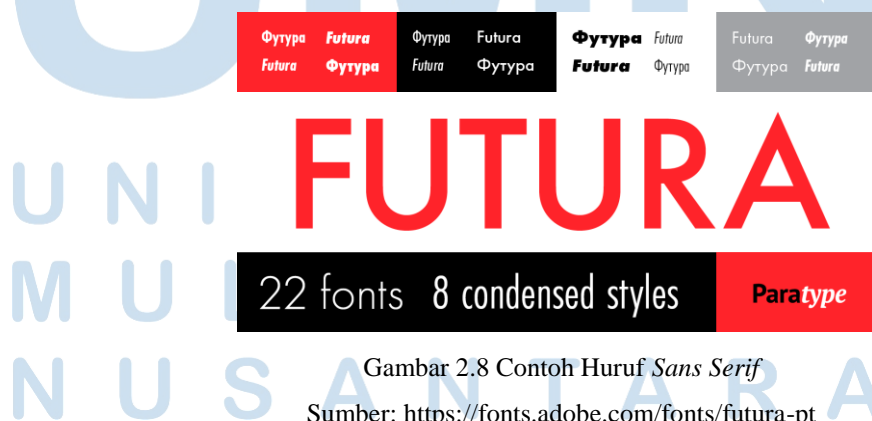 Футура Futura Футура Futura Футура Futura Futura Футура
Futura Футура Futura Футура Futura Футура Футура Futura
FUTURA
22 fonts 8 condensed styles Paratype
Gambar 2.8 Contoh Huruf Sans Serif
Sumber: https://fonts.adobe.com/fonts/futura-pt
U N I
M U
N U S A N T A R A